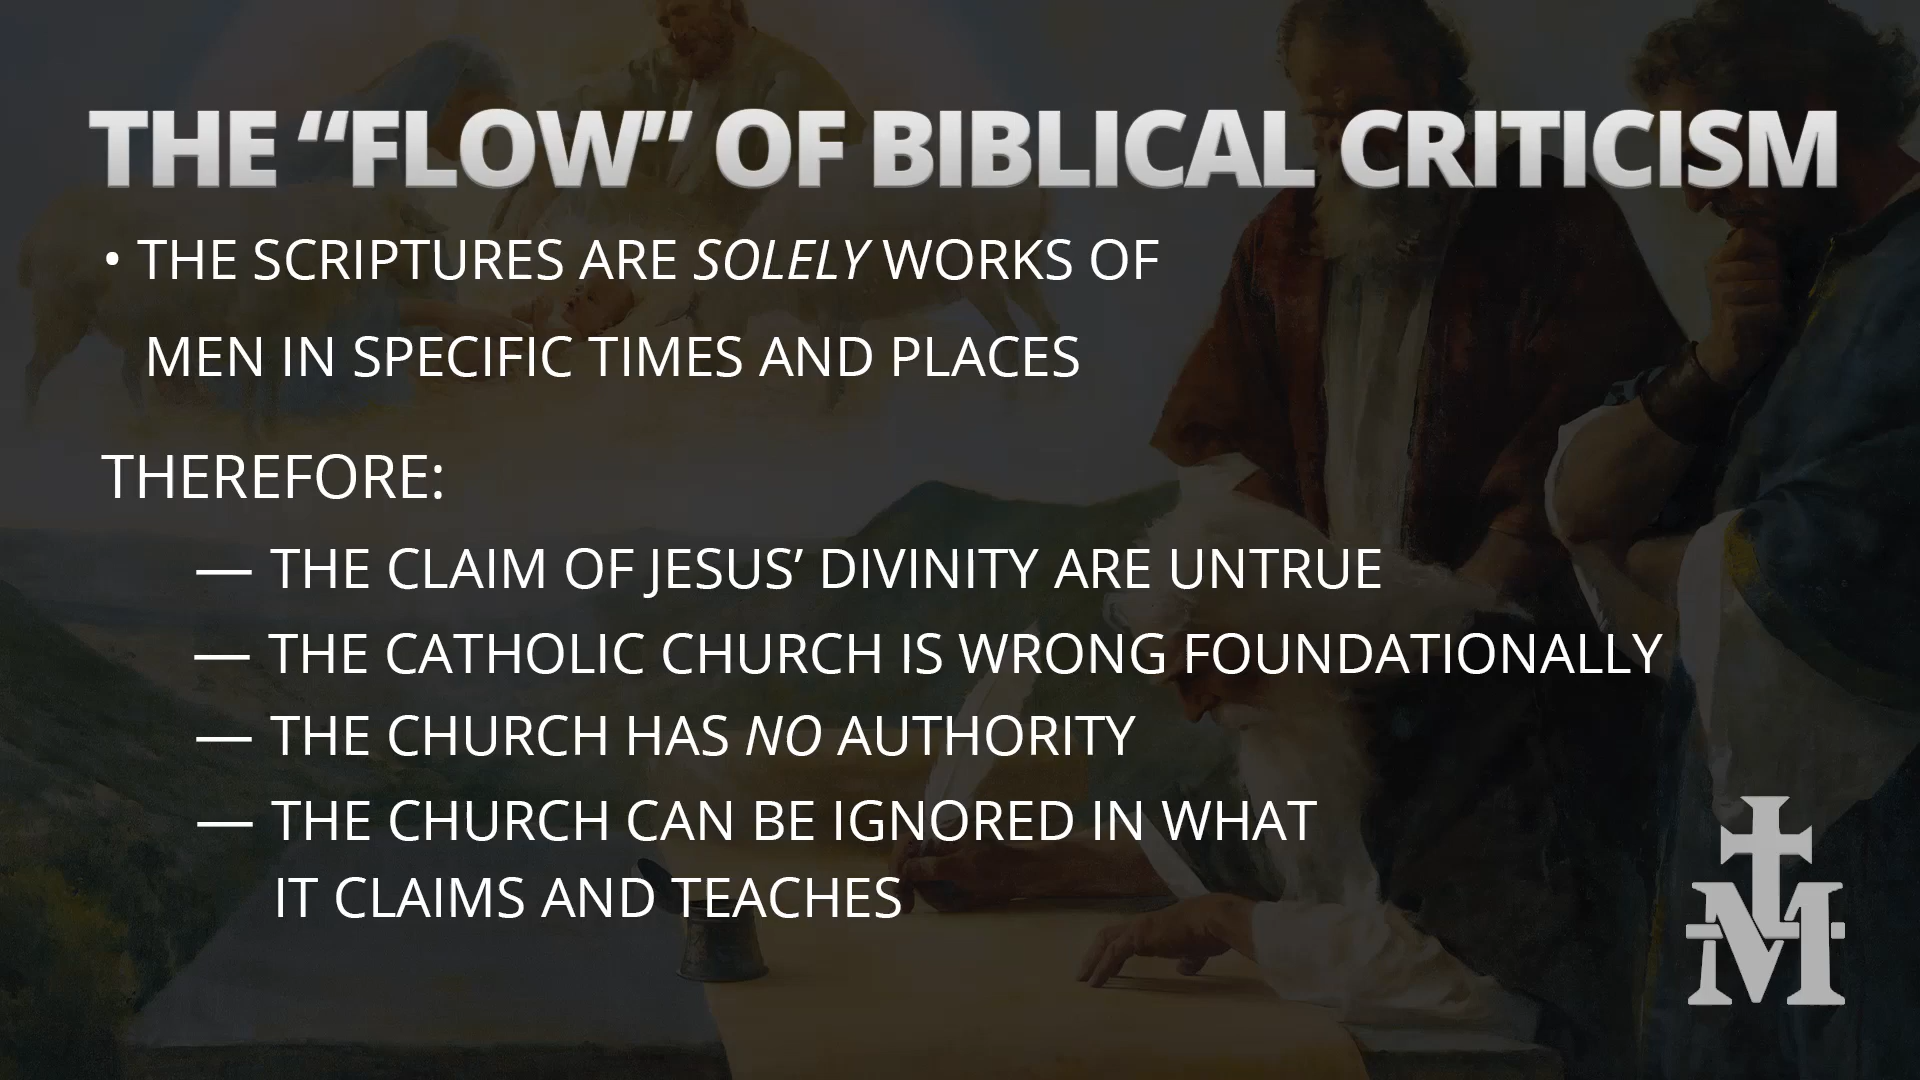 THE “FLOW” OF BIBLICAL CRITICISM
• THE SCRIPTURES ARE SOLELY WORKS OF
MEN IN SPECIFIC TIMES AND PLACES
THEREFORE:
— THE CLAIM OF JESUS’ DIVINITY ARE UNTRUE
— THE CATHOLIC CHURCH IS WRONG FOUNDATIONALLY
— THE CHURCH HAS NO AUTHORITY
— THE CHURCH CAN BE IGNORED IN WHAT
IT CLAIMS AND TEACHES
M